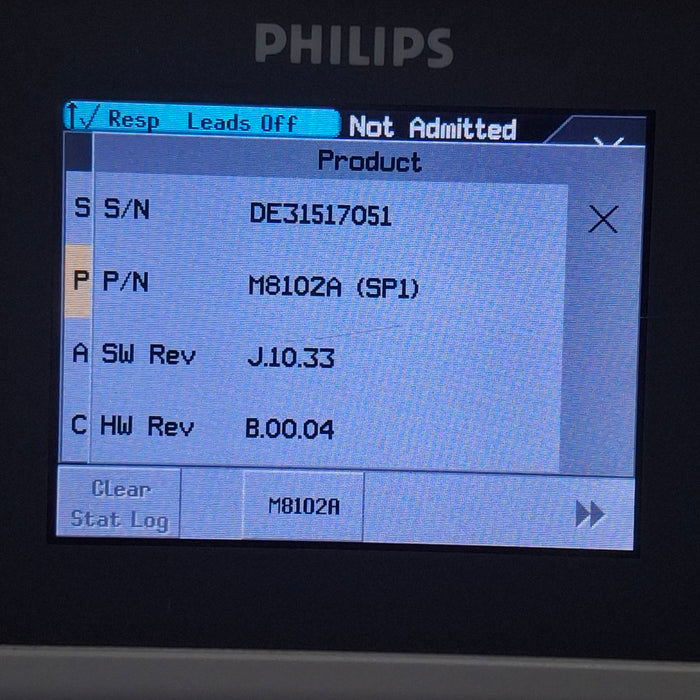 PHILIPS
Resp Leads Off Not Admitted
Product
S S/N DE31517051
P P/N M8102A (SP1)
A SW Rev J.10.33
C HW Rev B.00.04
Clear
Stat Log
M8102A